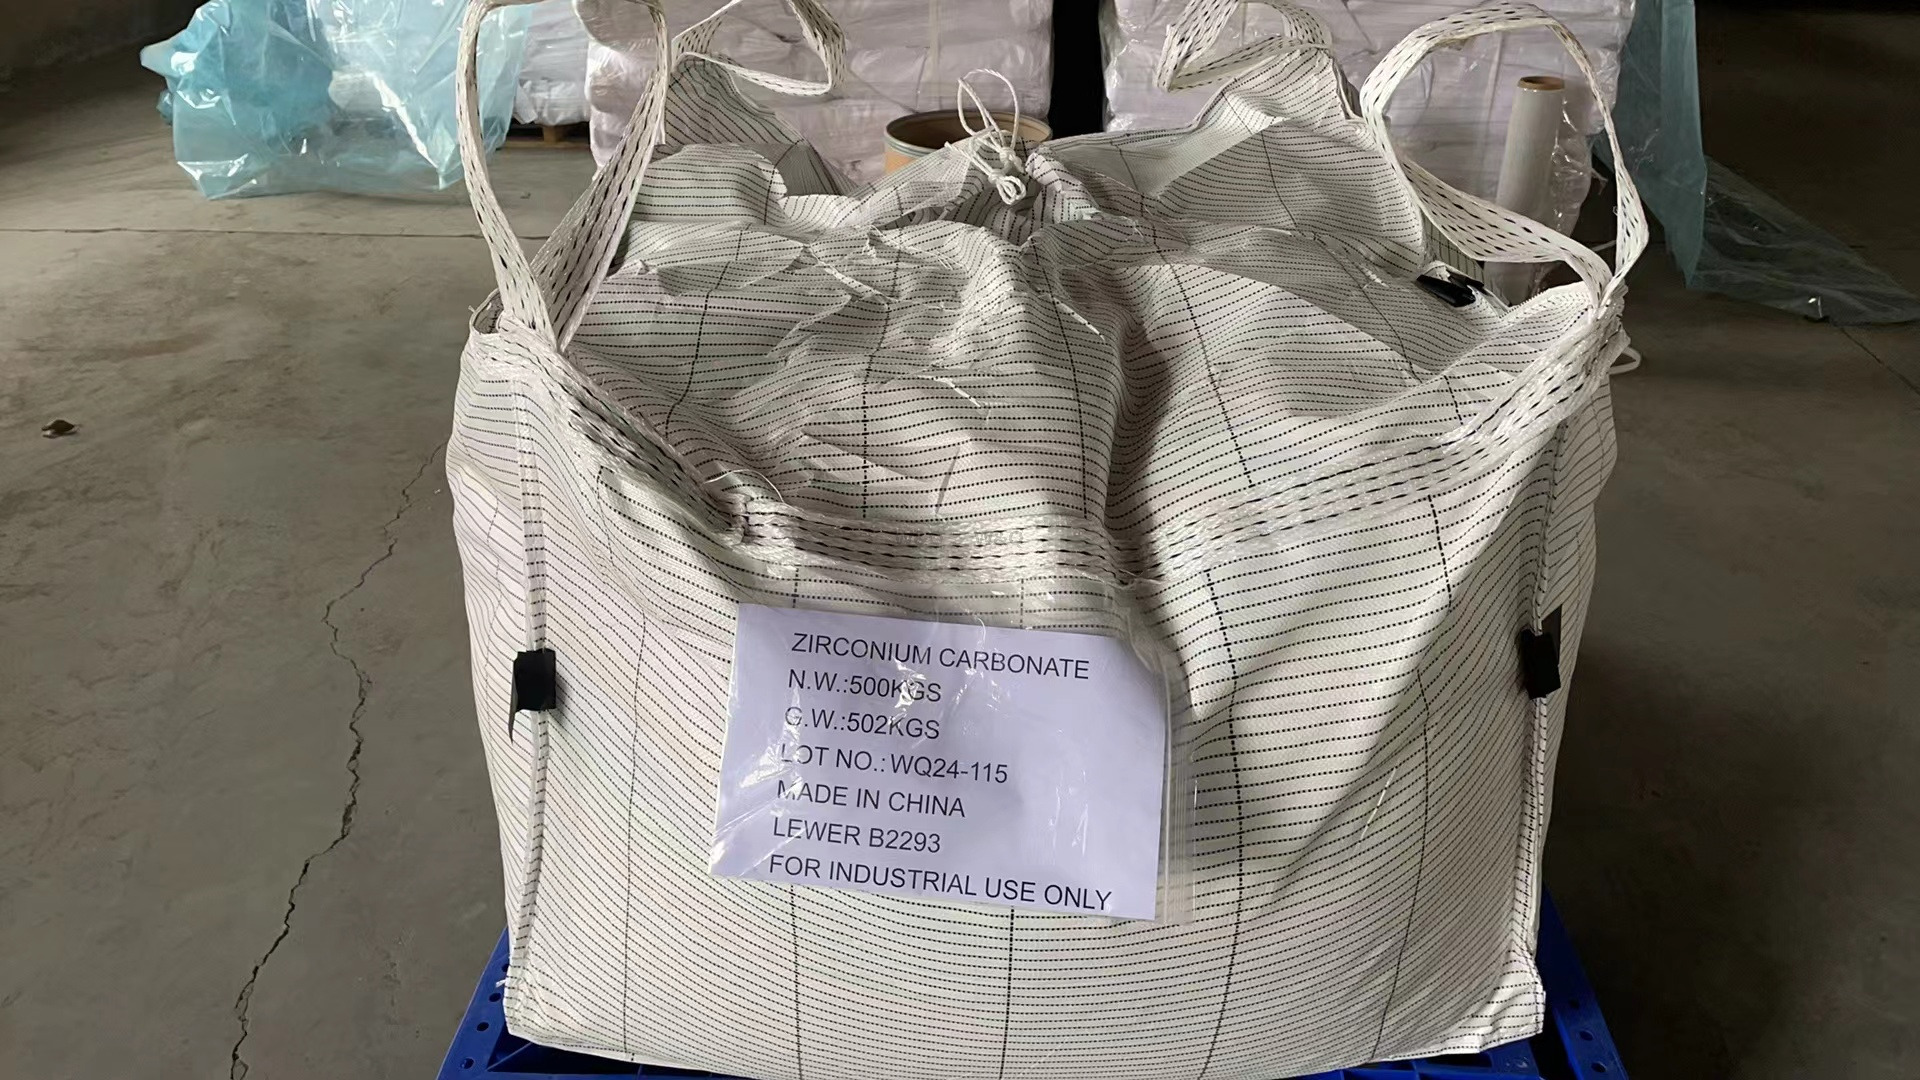 ZIRCONIUM CARBONATE
N.W.:500KGS
G.W.:502KGS
LOT NO.:WQ24-115
MADE IN CHINA
LEWER B2293
FOR INDUSTRIAL USE ONLY